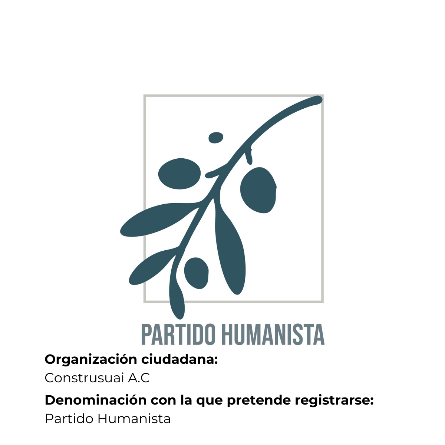 PARTIDO HUMANISTA
Organización ciudadana:
Construsuai A.C
Denominación con la que pretende registrarse:
Partido Humanista